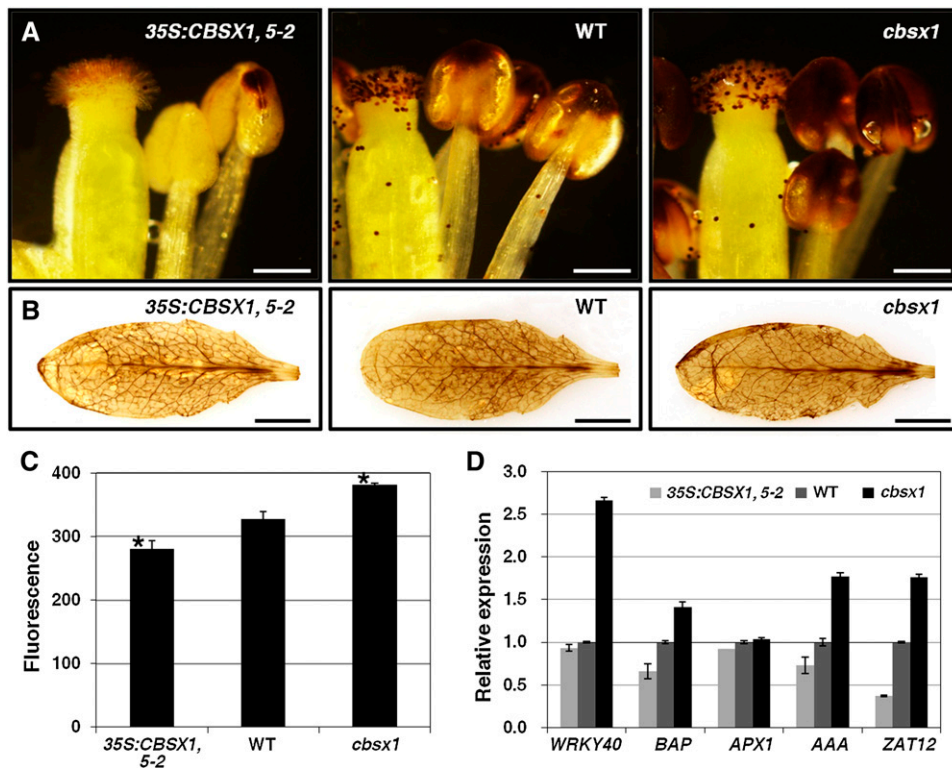 A
35S:CBSX1, 5-2
WT
cbsx1
B
35S:CBSX1, 5-2
WT
cbsx1
C
400
300
200
100
0
Fluorescence
*
*
35S:CBSX1,
5-2
WT
cbsx1
D
3.0
2.5
2.0
1.5
1.0
0.5
0.0
Relative expression
35S:CBSX1, 5-2
WT
cbsx1
WRKY40
BAP
APX1
AAA
ZAT12